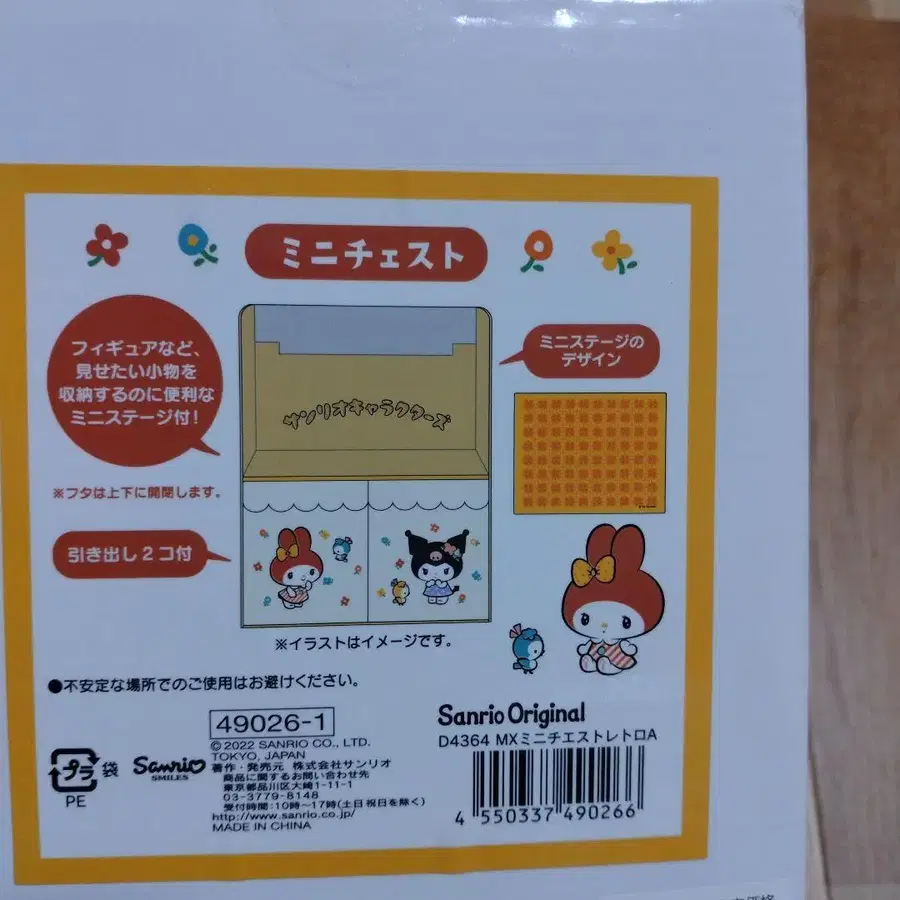 ミニチェスト
フィギュアなど、
見せたい小物を
収納するのに便利な
ミニステージ付!
※フタは上下に開閉します。
引き出し2コ付
ミニステージの
デザイン
サンリオキャラクターズ
※イラストはイメージです。
●不安定な場所でのご使用はお避けください。
49026-1
© 2022 SANRIO CO., LTD.
TOKYO, JAPAN
著作・発売元 株式会社サンリオ
商品に関するお問い合わせ先
東京都品川区大崎1-11-1
03-3779-8148
受付時間:10時〜17時(土日祝日を除く)
http://www.sanrio.co.jp/
MADE IN CHINA
プラ
袋
PE
Sanrio
SMILES
Sanrio Original
D4364 MXミニチエストレトロA
4 550337 490266